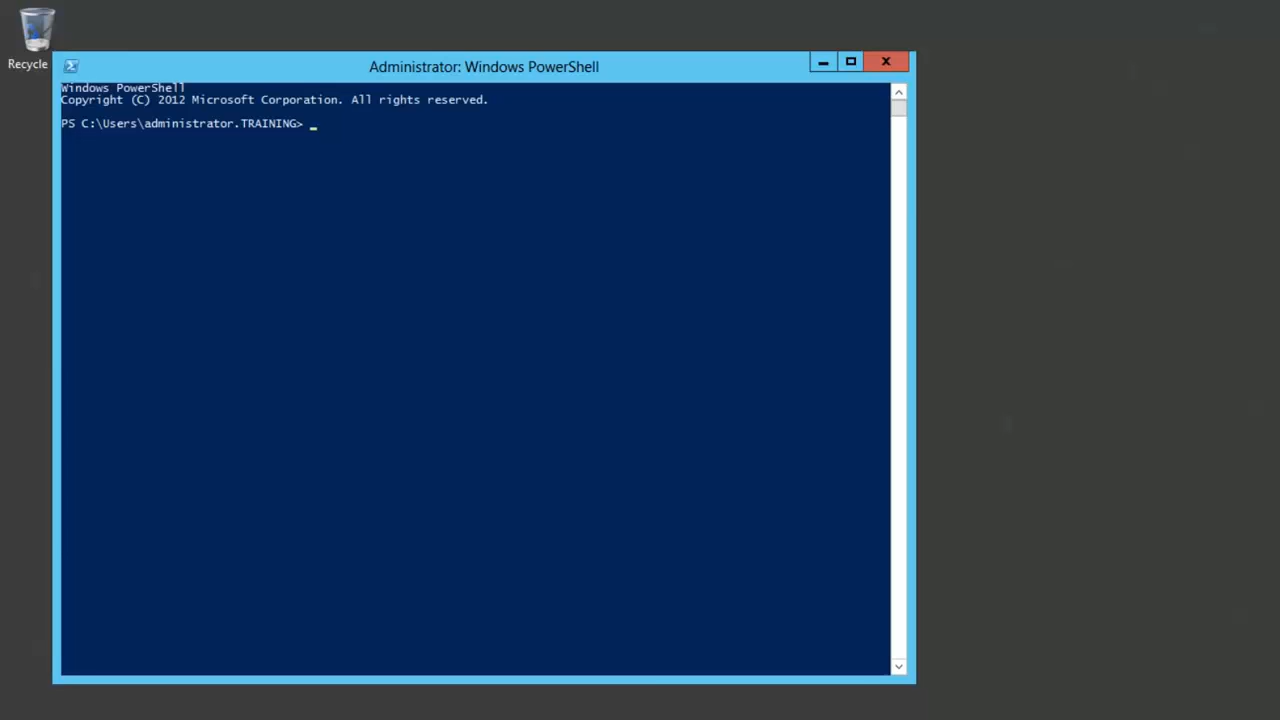 Recycle
Administrator: Windows PowerShell
Windows PowerShell
Copyright (C) 2012 Microsoft Corporation. All rights reserved.
PS C:\Users\administrator.TRAINING> _